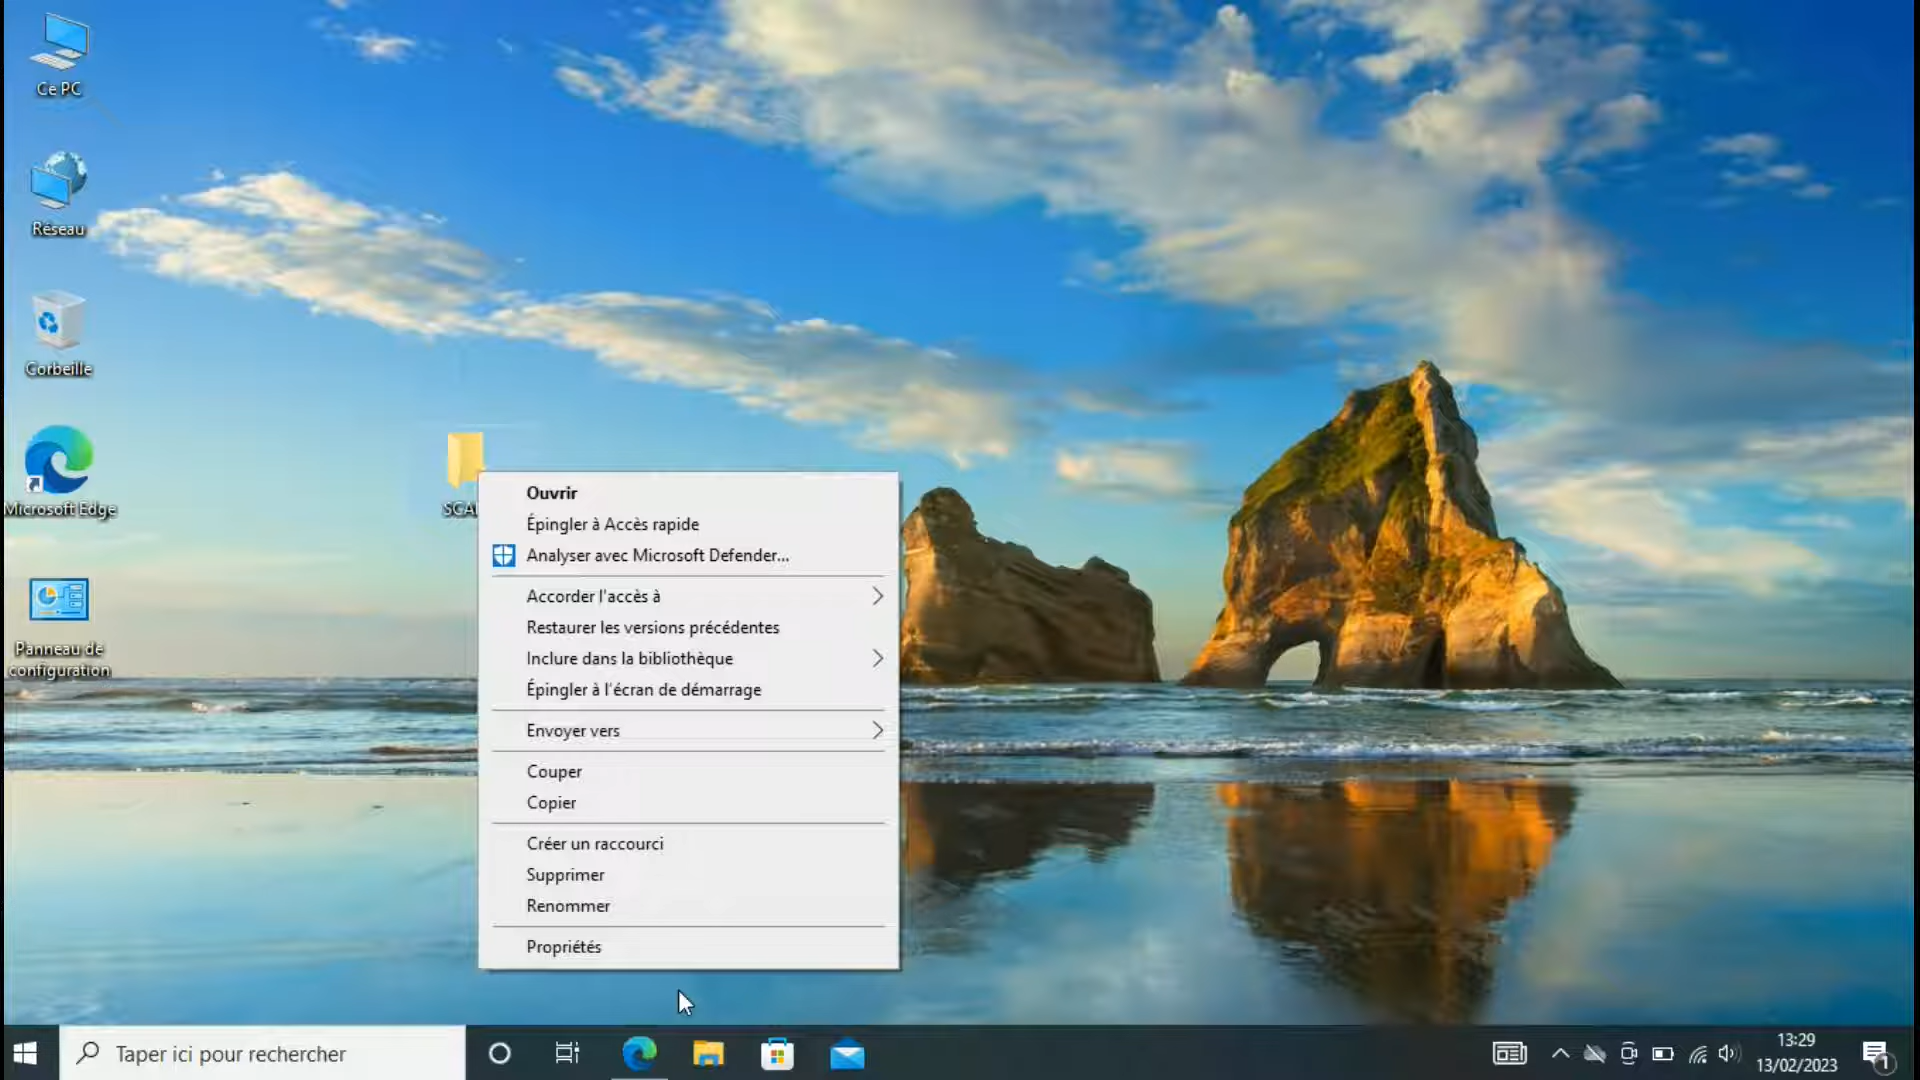 Ce PC
Réseau
Corbeille
Microsoft Edge
Panneau de
configuration
Ouvrir
Épingler à Accès rapide
Analyser avec Microsoft Defender...
Accorder l'accès à
Restaurer les versions précédentes
Inclure dans la bibliothèque
Épingler à l'écran de démarrage
Envoyer vers
Couper
Copier
Créer un raccourci
Supprimer
Renommer
Propriétés
Taper ici pour rechercher
13:29
13/02/2023
1